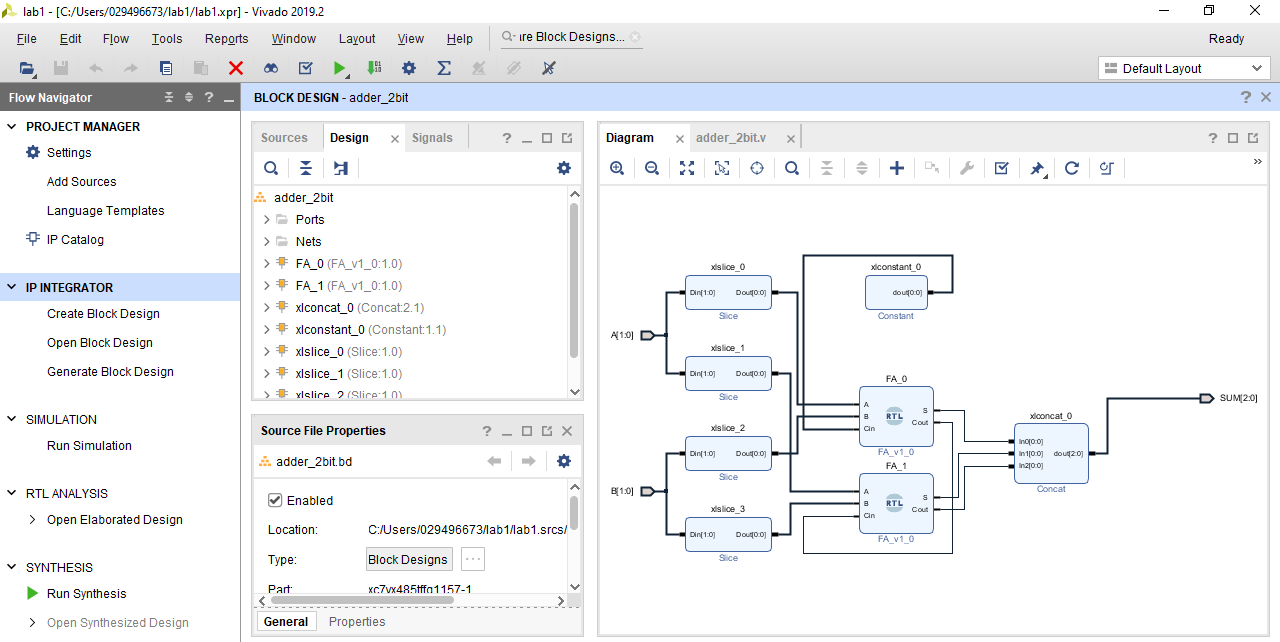 lab1 - [C:/Users/029496673/lab1/lab1.xpr] - Vivado 2019.2
File Edit Flow Tools Reports Window Layout View Help
Q- ıre Block Designs...
Ready
Default Layout
Flow Navigator
PROJECT MANAGER
Settings
Add Sources
Language Templates
IP Catalog
IP INTEGRATOR
Create Block Design
Open Block Design
Generate Block Design
SIMULATION
Run Simulation
RTL ANALYSIS
Open Elaborated Design
SYNTHESIS
Run Synthesis
Open Synthesized Design
BLOCK DESIGN - adder_2bit
Sources Design Signals
adder_2bit
Ports
Nets
FA_0 (FA_v1_0:1.0)
FA_1 (FA_v1_0:1.0)
xlconcat_0 (Concat:2.1)
xlconstant_0 (Constant:1.1)
xlslice_0 (Slice:1.0)
xlslice_1 (Slice:1.0)
xlslice_2 (Slice:1.0)
Source File Properties
adder_2bit.bd
Enabled
Location: C:/Users/029496673/lab1/lab1.srcs/
Type: Block Designs ...
Part: xc7vx485tffg1157-1
General Properties
Diagram adder_2bit.v
A[1:0]
B[1:0]
xlslice_0
Din[1:0] Dout[0:0]
Slice
xlslice_1
Din[1:0] Dout[0:0]
Slice
xlslice_2
Din[1:0] Dout[0:0]
Slice
xlslice_3
Din[1:0] Dout[0:0]
Slice
xlconstant_0
dout[0:0]
Constant
FA_0
A
B
Cin
RTL
S
Cout
FA_v1_0
FA_1
A
B
Cin
RTL
S
Cout
FA_v1_0
xlconcat_0
In0[0:0]
In1[0:0]
In2[0:0]
dout[2:0]
Concat
SUM[2:0]